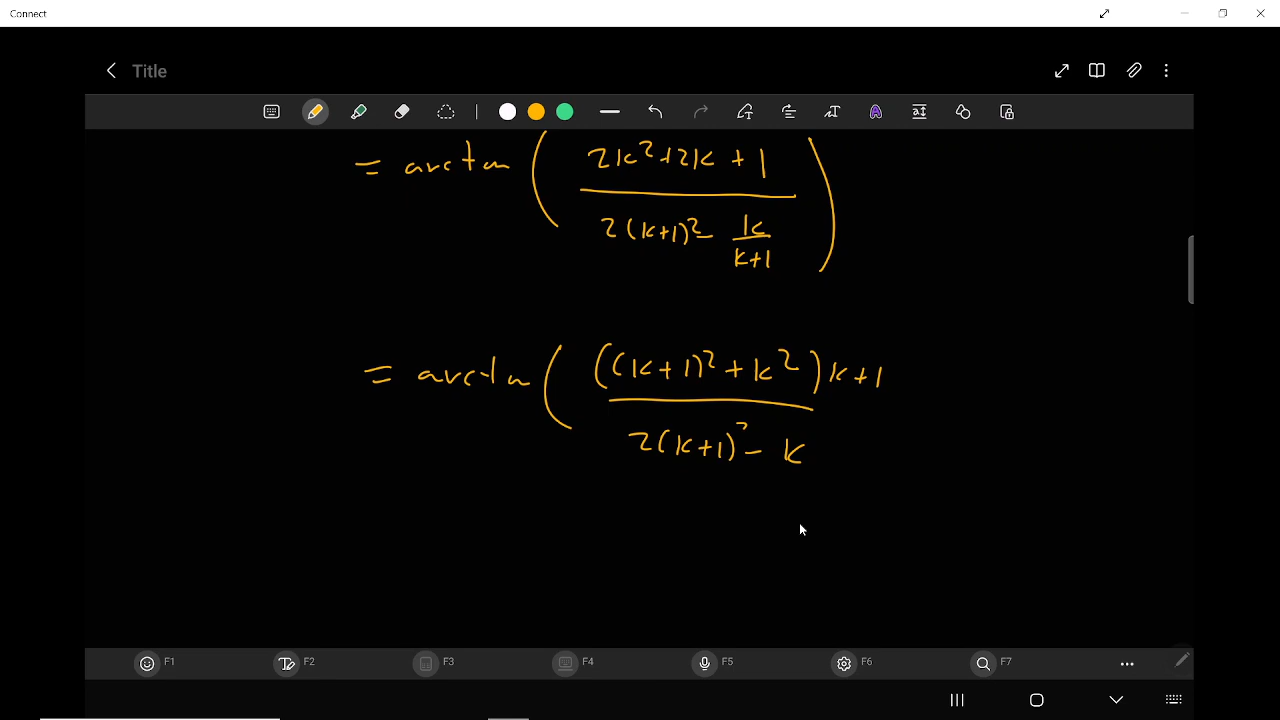 Connect
Title
= arctan ( 2k²+2k + 1 / 2(k+1)² - k/k+1 )
= arctan ( ((k+1)² + k²) k+1 / 2(k+1)³ - k
F1 F2 F3 F4 F5 F6 F7